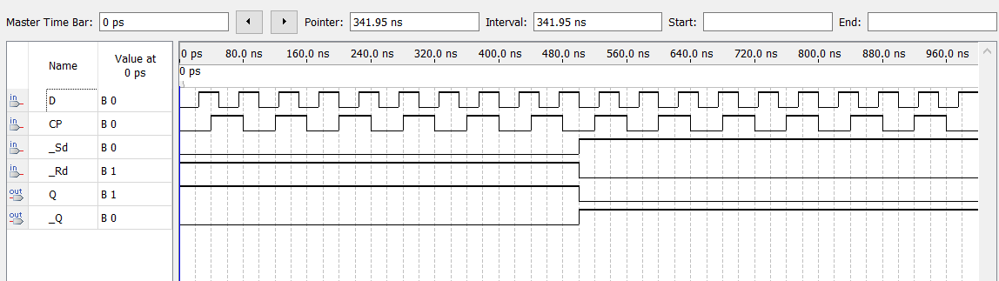 Master Time Bar: 0 ps Pointer: 341.95 ns Interval: 341.95 ns Start: End:
Name Value at 0 ps
0 ps 80.0 ns 160.0 ns 240.0 ns 320.0 ns 400.0 ns 480.0 ns 560.0 ns 640.0 ns 720.0 ns 800.0 ns 880.0 ns 960.0 ns
0 ps
in D B 0
in CP B 0
in _Sd B 0
in _Rd B 1
out Q B 1
out _Q B 0